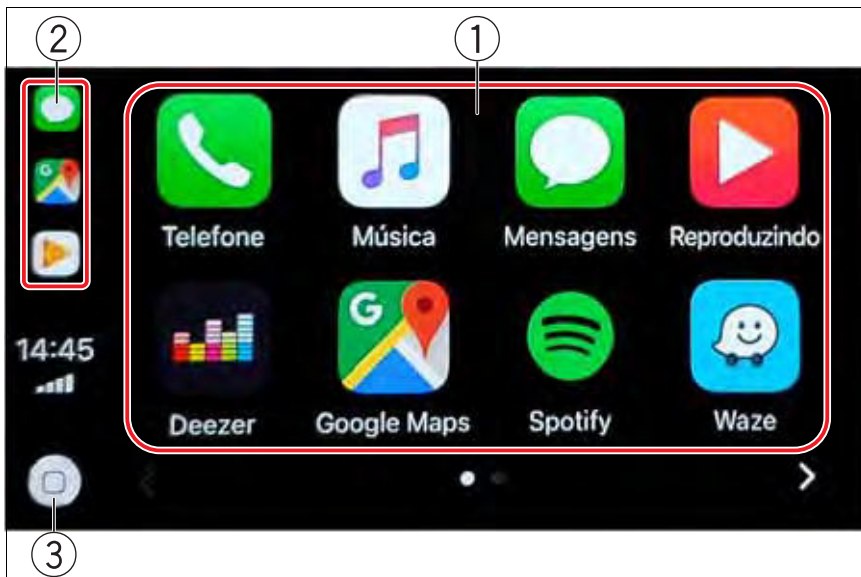 ② ①
Telefone Música Mensagens Reproduzindo
14:45
Deezer Google Maps Spotify Waze
③